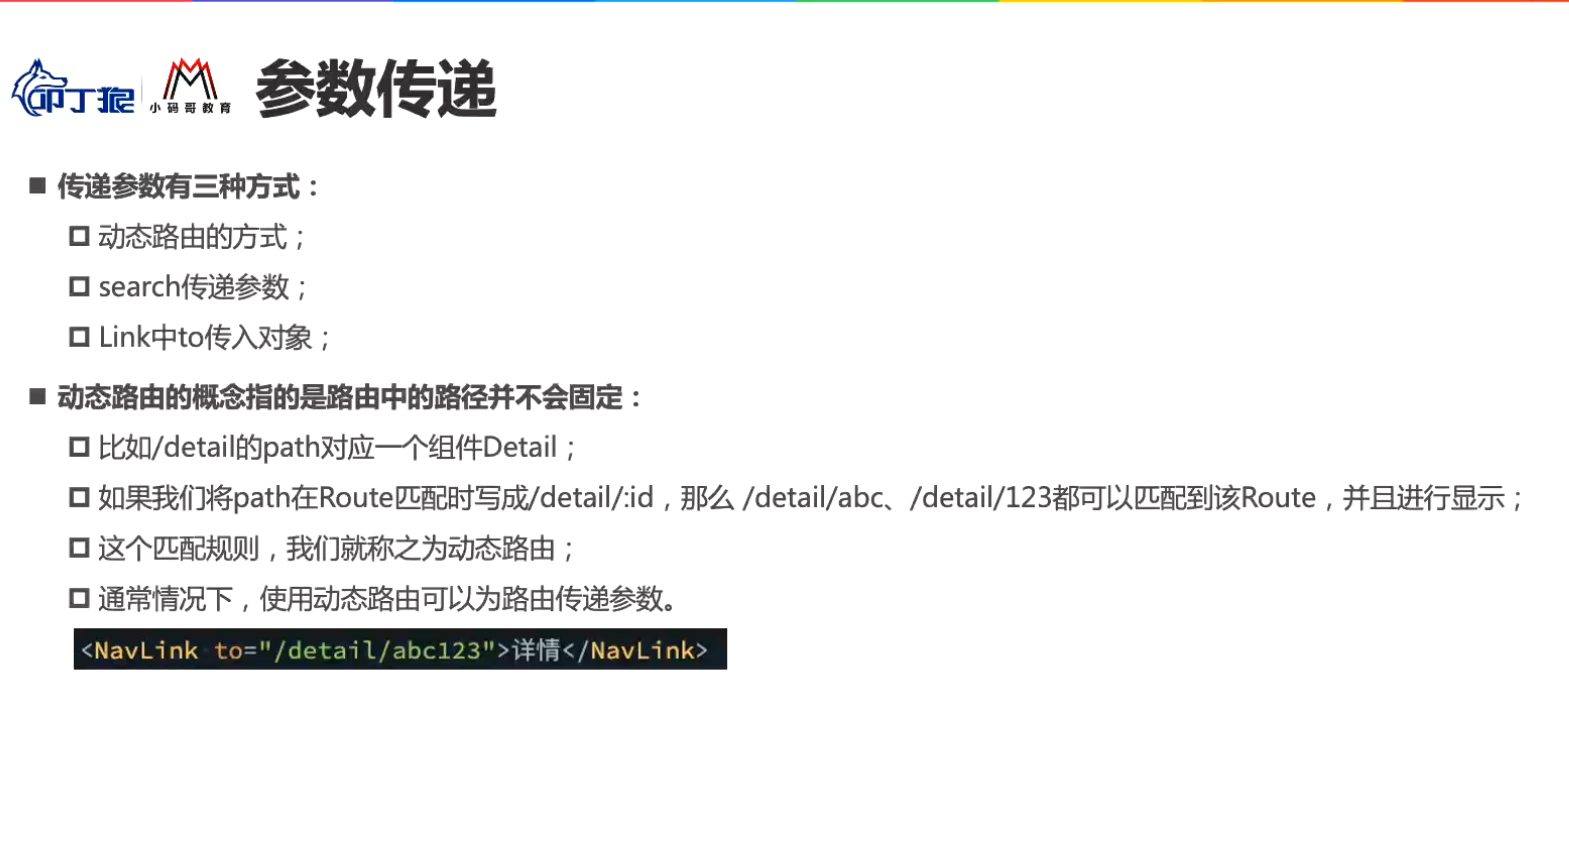 叩丁狼
小码哥教育
参数传递
传递参数有三种方式：
动态路由的方式；
search传递参数；
Link中to传入对象；
动态路由的概念指的是路由中的路径并不会固定：
比如/detail的path对应一个组件Detail；
如果我们将path在Route匹配时写成/detail/:id，那么 /detail/abc、/detail/123都可以匹配到该Route，并且进行显示；
这个匹配规则，我们就称之为动态路由；
通常情况下，使用动态路由可以为路由传递参数。
<NavLink to="/detail/abc123">详情</NavLink>